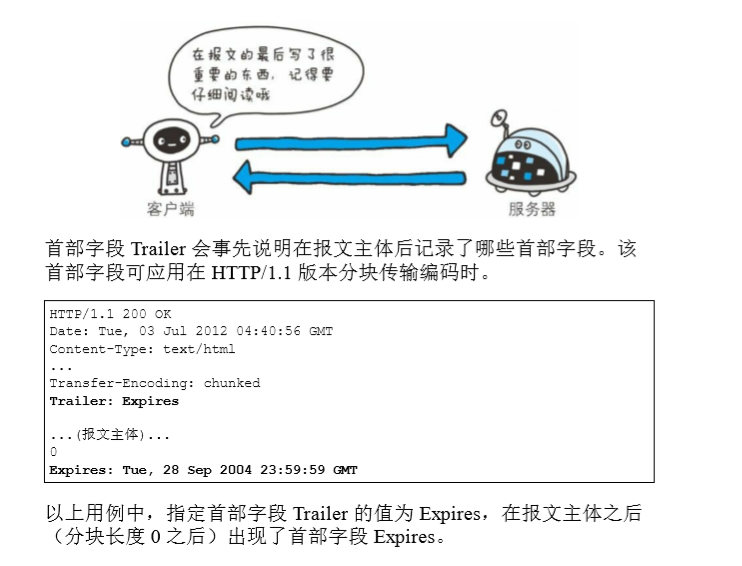 在报文的最后写了很
重要的东西，记得要
仔细阅读哦
客户端
服务器
首部字段 Trailer 会事先说明在报文主体后记录了哪些首部字段。该
首部字段可应用在 HTTP/1.1 版本分块传输编码时。
HTTP/1.1 200 OK
Date: Tue, 03 Jul 2012 04:40:56 GMT
Content-Type: text/html
...
Transfer-Encoding: chunked
Trailer: Expires
...(报文主体)...
0
Expires: Tue, 28 Sep 2004 23:59:59 GMT
以上用例中，指定首部字段 Trailer 的值为 Expires，在报文主体之后
（分块长度 0 之后）出现了首部字段 Expires。